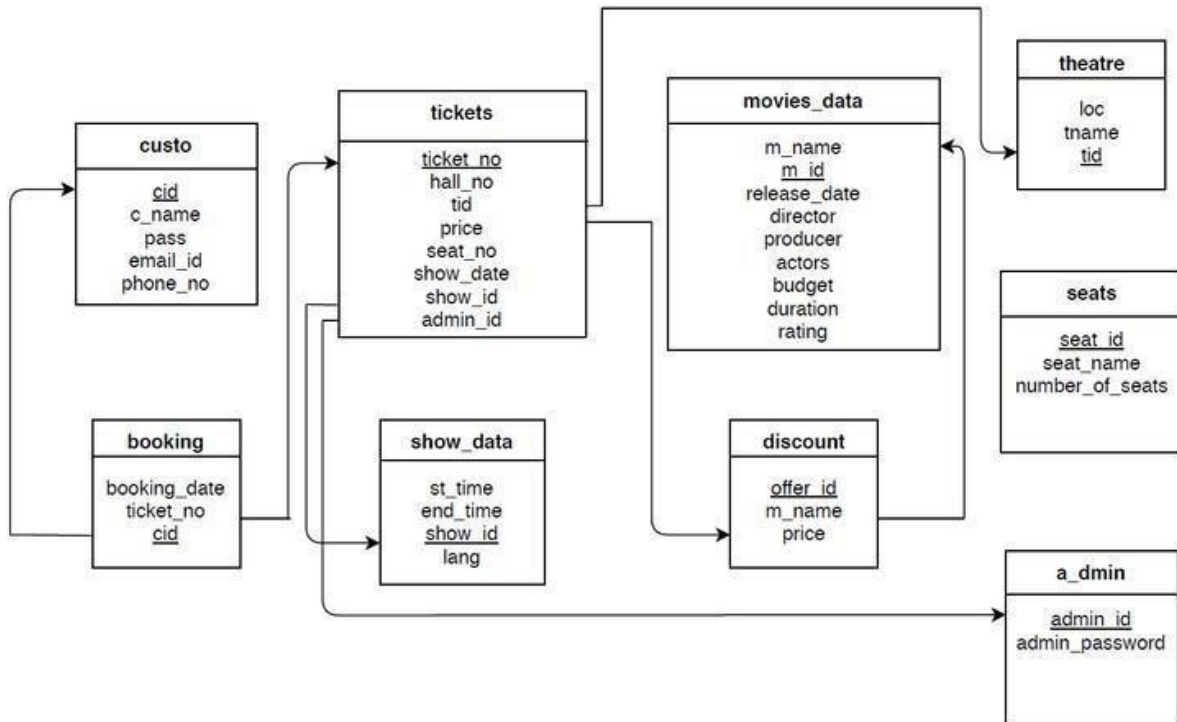 custo
cid
c_name
pass
email_id
phone_no
tickets
ticket_no
hall_no
tid
price
seat_no
show_date
show_id
admin_id
movies_data
m_name
m_id
release_date
director
producer
actors
budget
duration
rating
theatre
loc
tname
tid
seats
seat_id
seat_name
number_of_seats
booking
booking_date
ticket_no
cid
show_data
st_time
end_time
show_id
lang
discount
offer_id
m_name
price
a_dmin
admin_id
admin_password